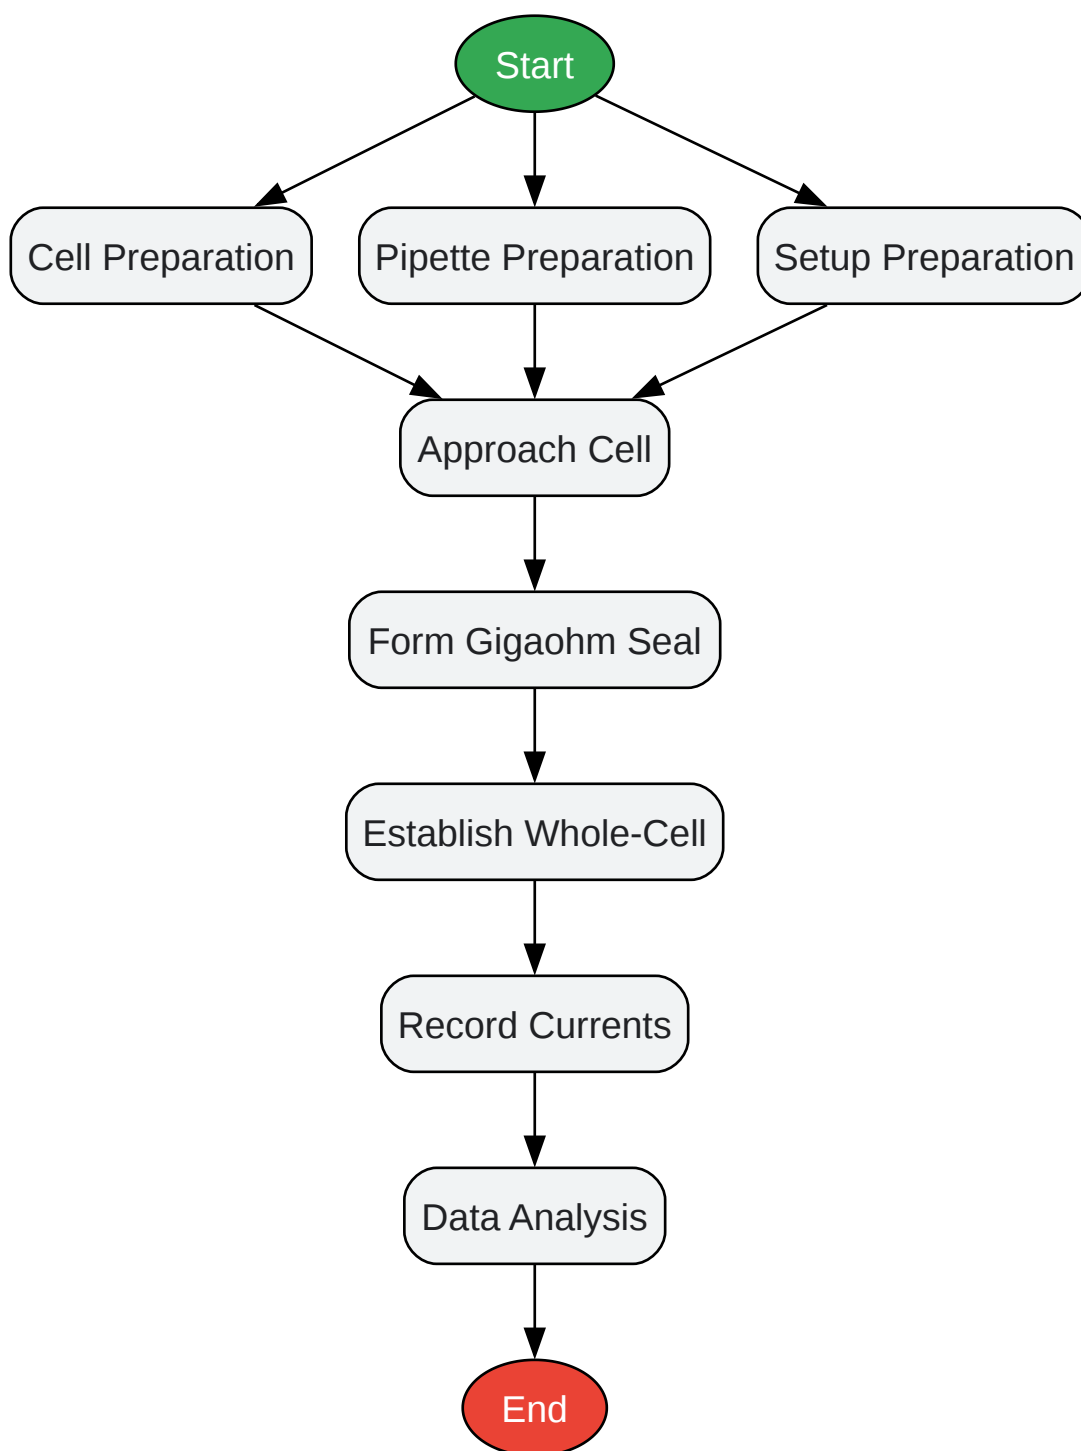 Start
Cell Preparation
Pipette Preparation
Setup Preparation
Approach Cell
Form Gigaohm Seal
Establish Whole-Cell
Record Currents
Data Analysis
End